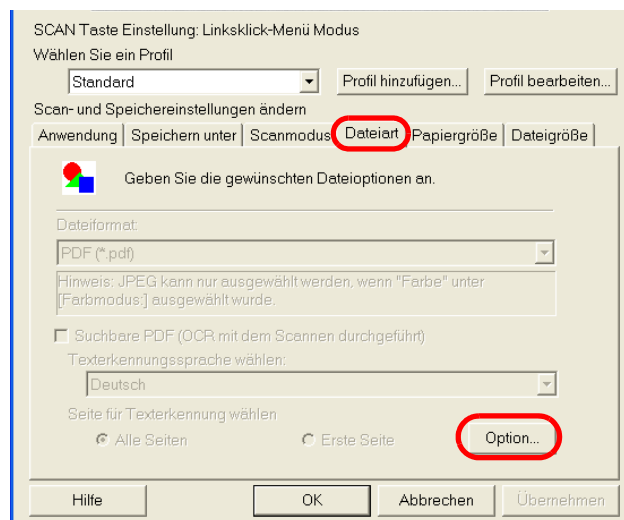 SCAN Taste Einstellung: Linksklick-Menü Modus
Wählen Sie ein Profil
Standard Profil hinzufügen... Profil bearbeiten...
Scan- und Speichereinstellungen ändern
Anwendung Speichern unter Scanmodus Dateiart Papiergröße Dateigröße
Geben Sie die gewünschten Dateioptionen an.
Dateiformat:
PDF (*.pdf)
Hinweis: JPEG kann nur ausgewählt werden, wenn "Farbe" unter
[Farbmodus:] ausgewählt wurde.
Suchbare PDF (OCR mit dem Scannen durchgeführt)
Texterkennungssprache wählen:
Deutsch
Seite für Texterkennung wählen
Alle Seiten Erste Seite Option...
Hilfe OK Abbrechen Übernehmen